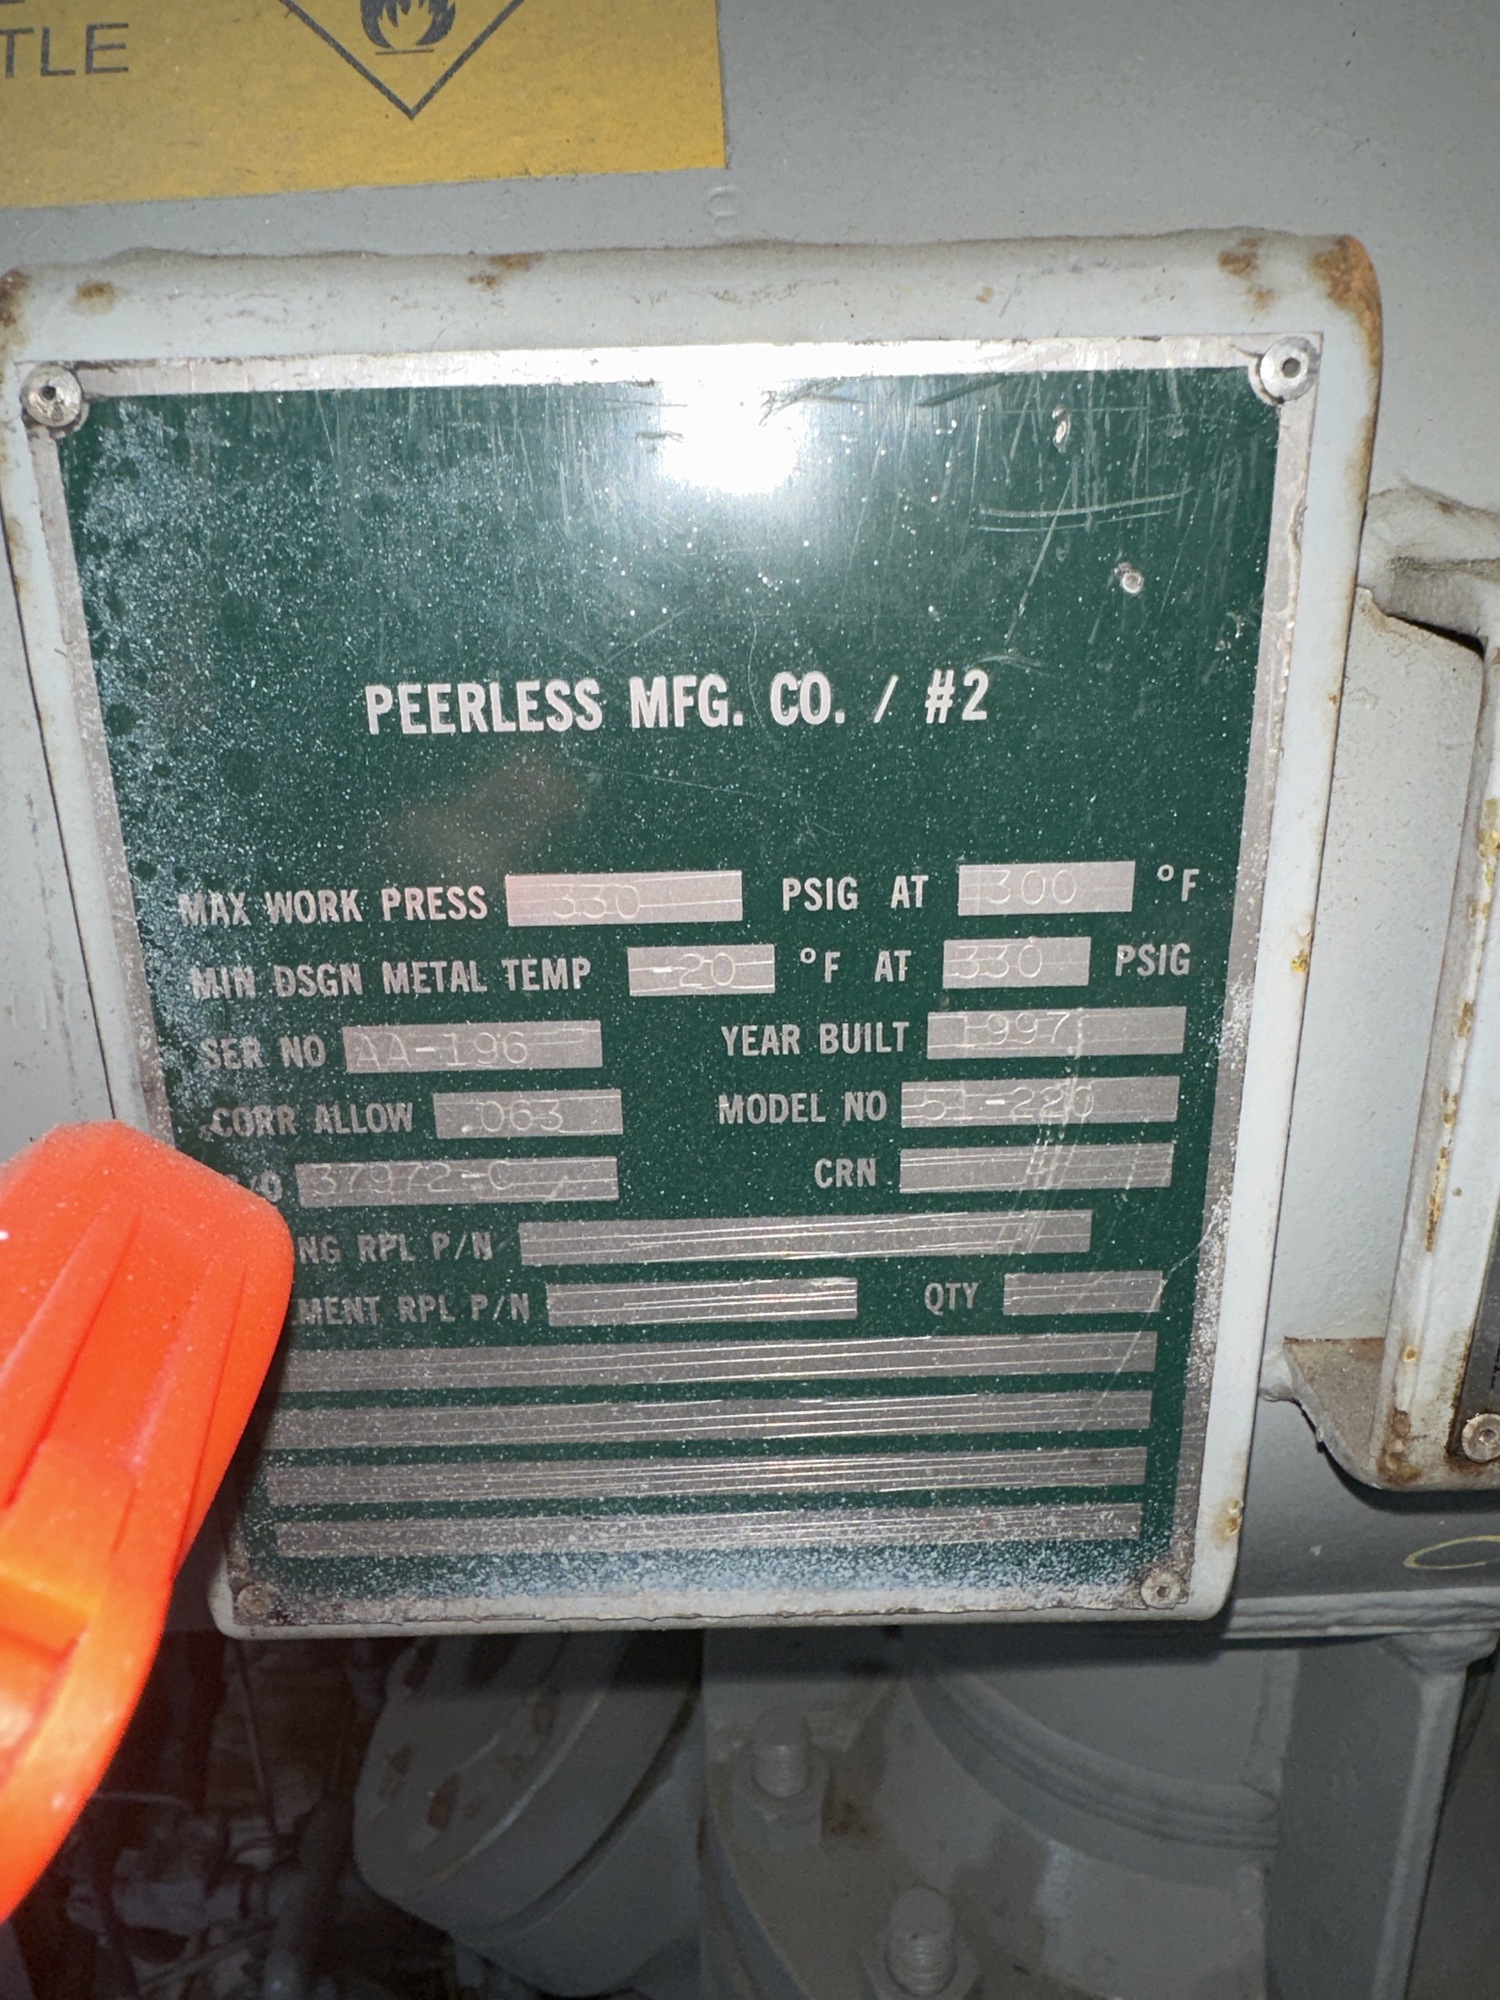 TLE
PEERLESS MFG. CO. / #2
MAX WORK PRESS 330 PSIG AT 300 °F
MIN DSGN METAL TEMP -20 °F AT 330 PSIG
SER NO AA-196 YEAR BUILT 1997
CORR ALLOW .063 MODEL NO 51-220
/O 37972-C CRN
NG RPL P/N
MENT RPL P/N QTY